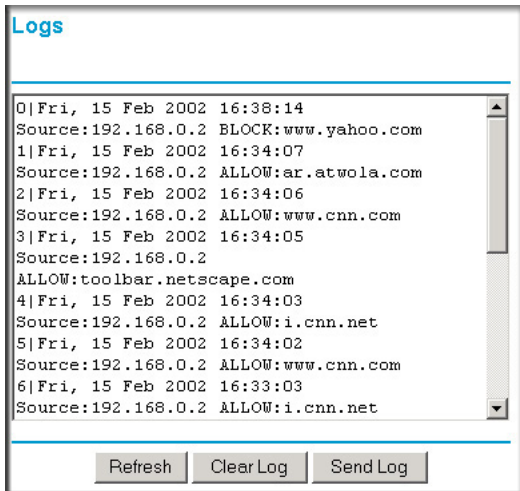 Logs
0|Fri, 15 Feb 2002 16:38:14
Source:192.168.0.2 BLOCK:www.yahoo.com
1|Fri, 15 Feb 2002 16:34:07
Source:192.168.0.2 ALLOW:ar.atwola.com
2|Fri, 15 Feb 2002 16:34:06
Source:192.168.0.2 ALLOW:www.cnn.com
3|Fri, 15 Feb 2002 16:34:05
Source:192.168.0.2
ALLOW:toolbar.netscape.com
4|Fri, 15 Feb 2002 16:34:03
Source:192.168.0.2 ALLOW:i.cnn.net
5|Fri, 15 Feb 2002 16:34:02
Source:192.168.0.2 ALLOW:www.cnn.com
6|Fri, 15 Feb 2002 16:33:03
Source:192.168.0.2 ALLOW:i.cnn.net
Refresh Clear Log Send Log